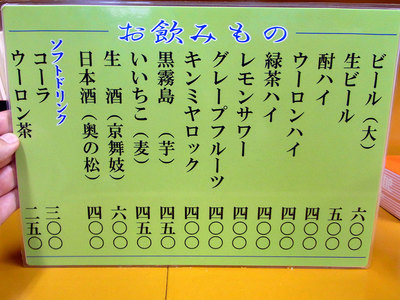 お飲みもの
ビール（大） 六〇〇
生ビール 五〇〇
酎ハイ 四〇〇
ウーロンハイ 四〇〇
緑茶ハイ 四〇〇
レモンサワー 四〇〇
グレープフルーツ 四〇〇
キンミヤロック 四〇〇
黒霧島（芋） 四五〇
いいちこ（麦） 四五〇
生 酒（京舞妓） 六〇〇
日本酒（奥の松） 四〇〇
ソフトドリンク
コーラ 三〇〇
ウーロン茶 二五〇